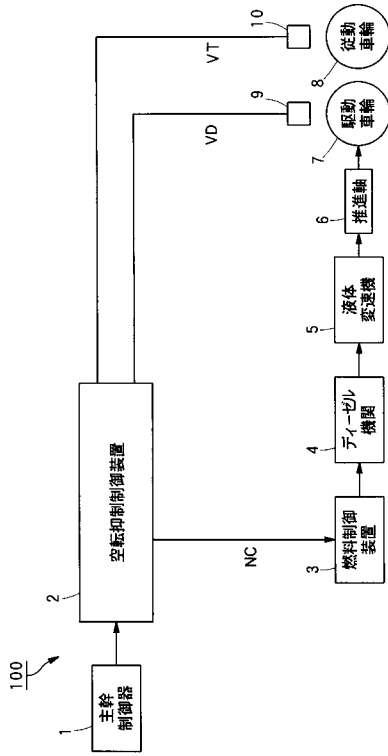 100
1
主幹
制御器
2
空転抑制制御装置
NC
VD
VT
3
燃料制御
装置
4
ディーゼル
機関
5
液体
変速機
6
推進軸
7
駆動
車輪
8
従動
車輪
9
10